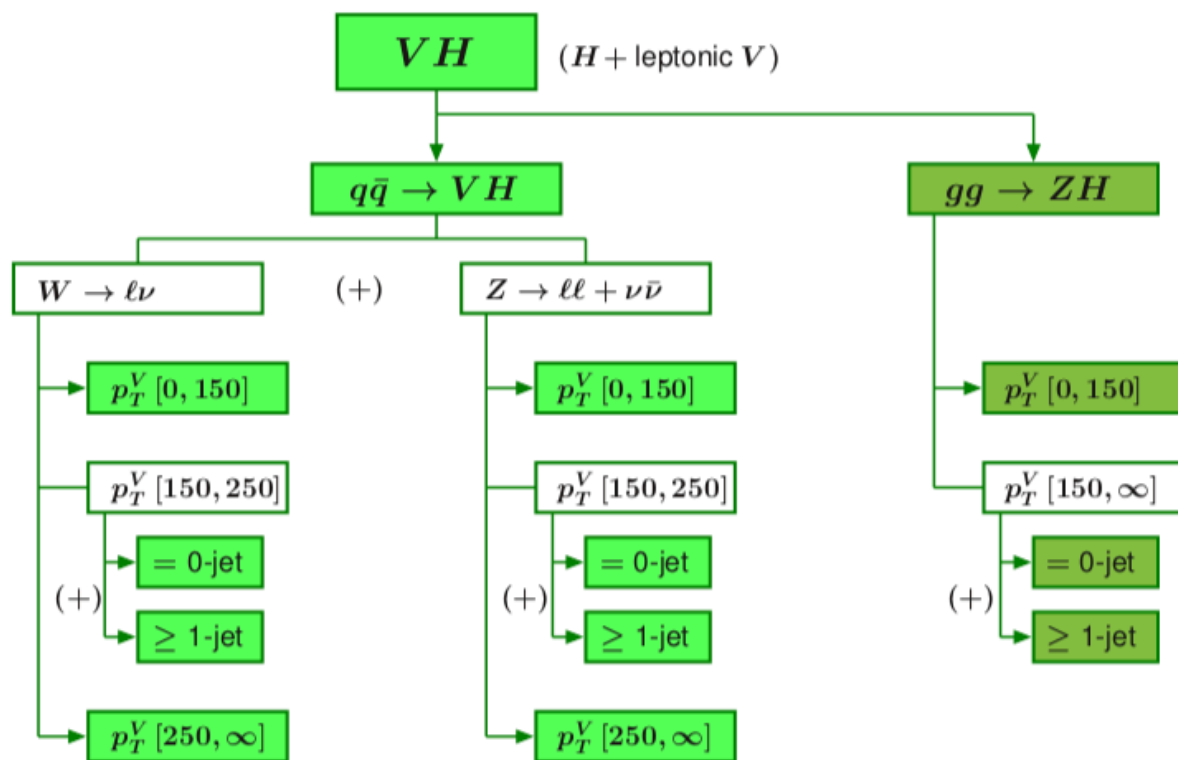 VH (H + leptonic V)
qq̄ → VH
gg → ZH
W → ℓν
(+)
Z → ℓℓ + νν̄
p_T^V [0, 150]
p_T^V [150, 250]
= 0-jet
(+)
≥ 1-jet
p_T^V [250, ∞]
p_T^V [0, 150]
p_T^V [150, 250]
= 0-jet
(+)
≥ 1-jet
p_T^V [250, ∞]
p_T^V [0, 150]
p_T^V [150, ∞]
= 0-jet
(+)
≥ 1-jet